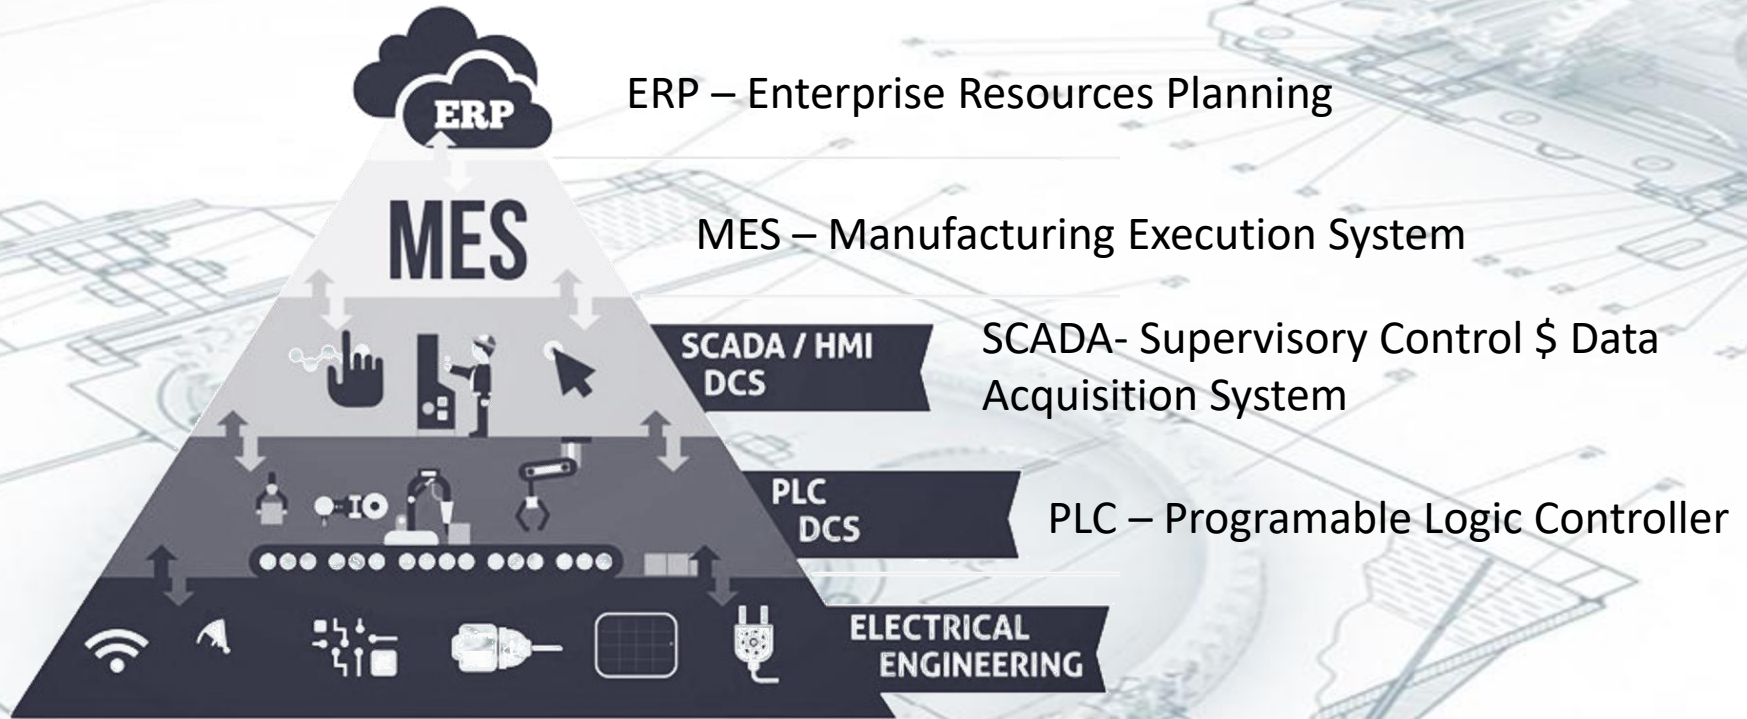 ERP
ERP – Enterprise Resources Planning
MES
MES – Manufacturing Execution System
SCADA / HMI
DCS
SCADA- Supervisory Control $ Data
Acquisition System
PLC
DCS
PLC – Programable Logic Controller
ELECTRICAL
ENGINEERING